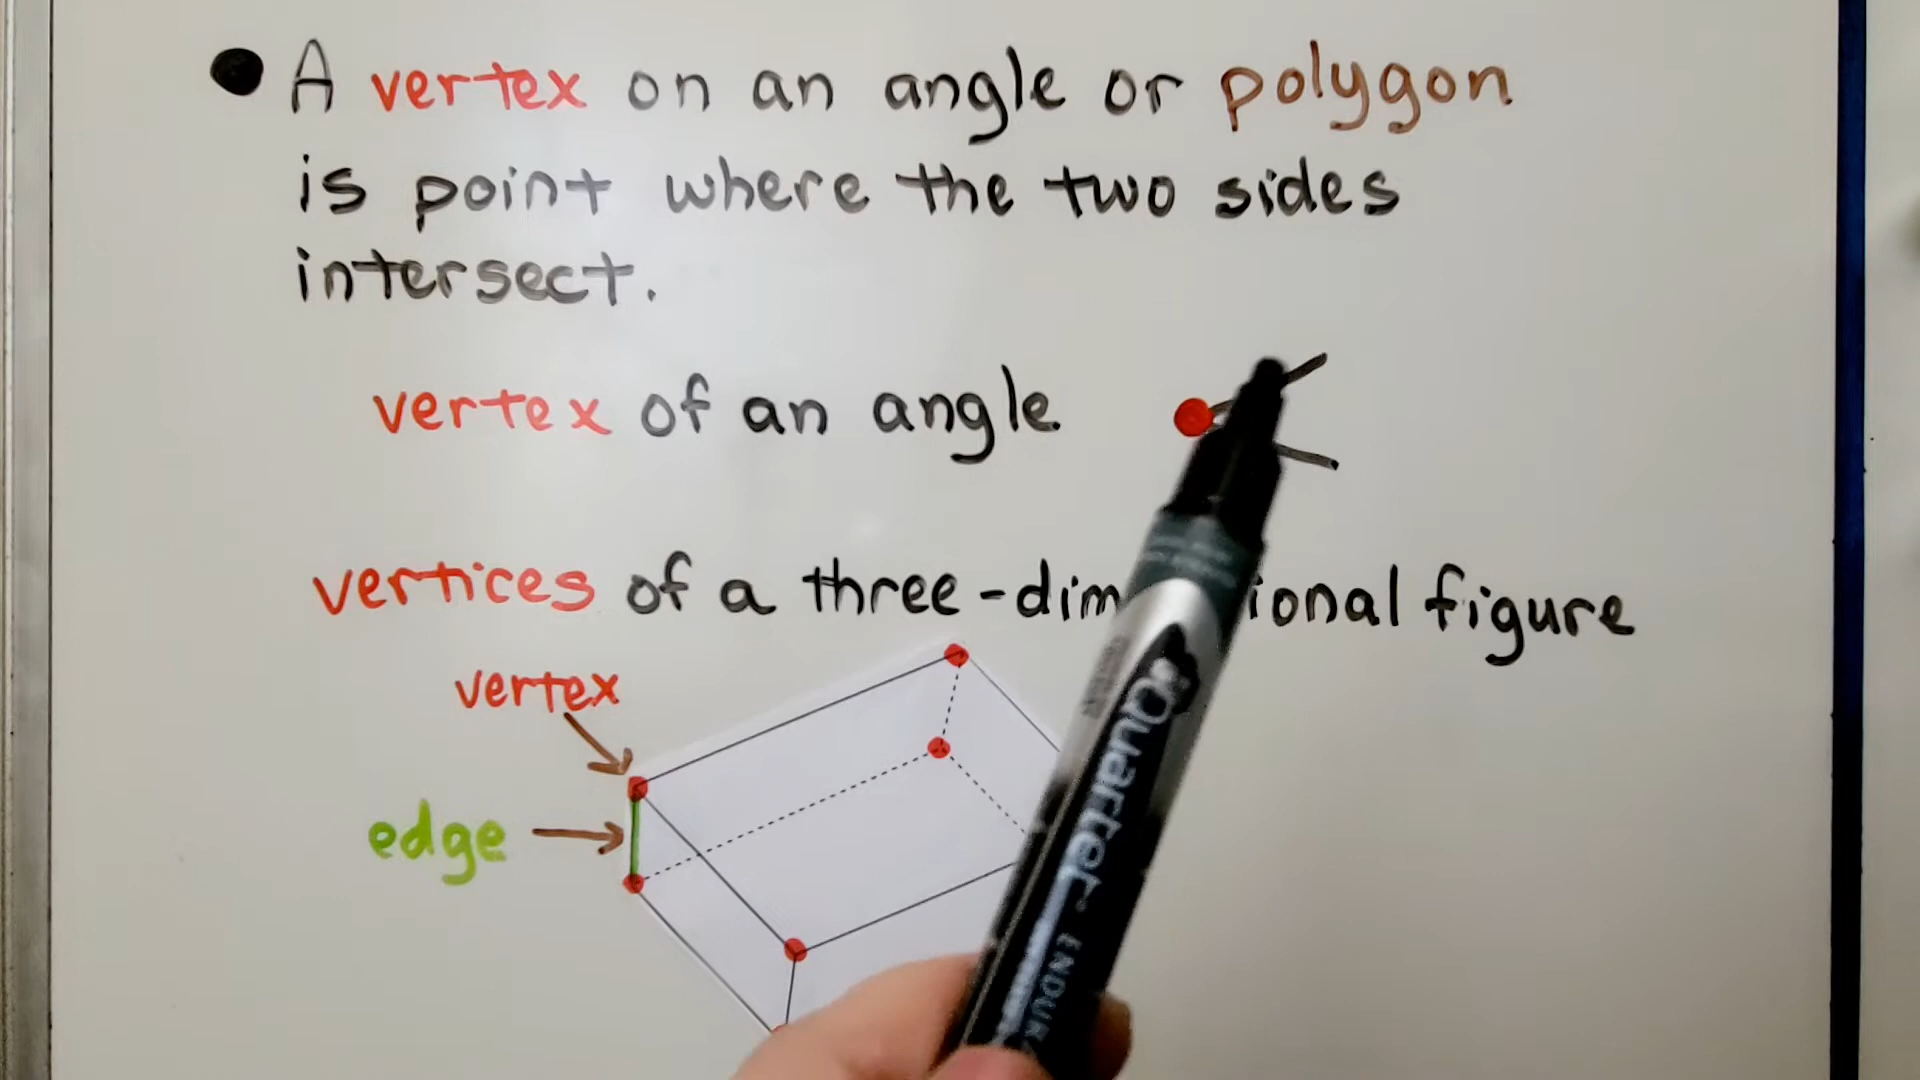 A vertex on an angle or polygon
is point where the two sides
intersect.
vertex of an angle
vertices of a three-dim ional figure
vertex
edge
Quartet